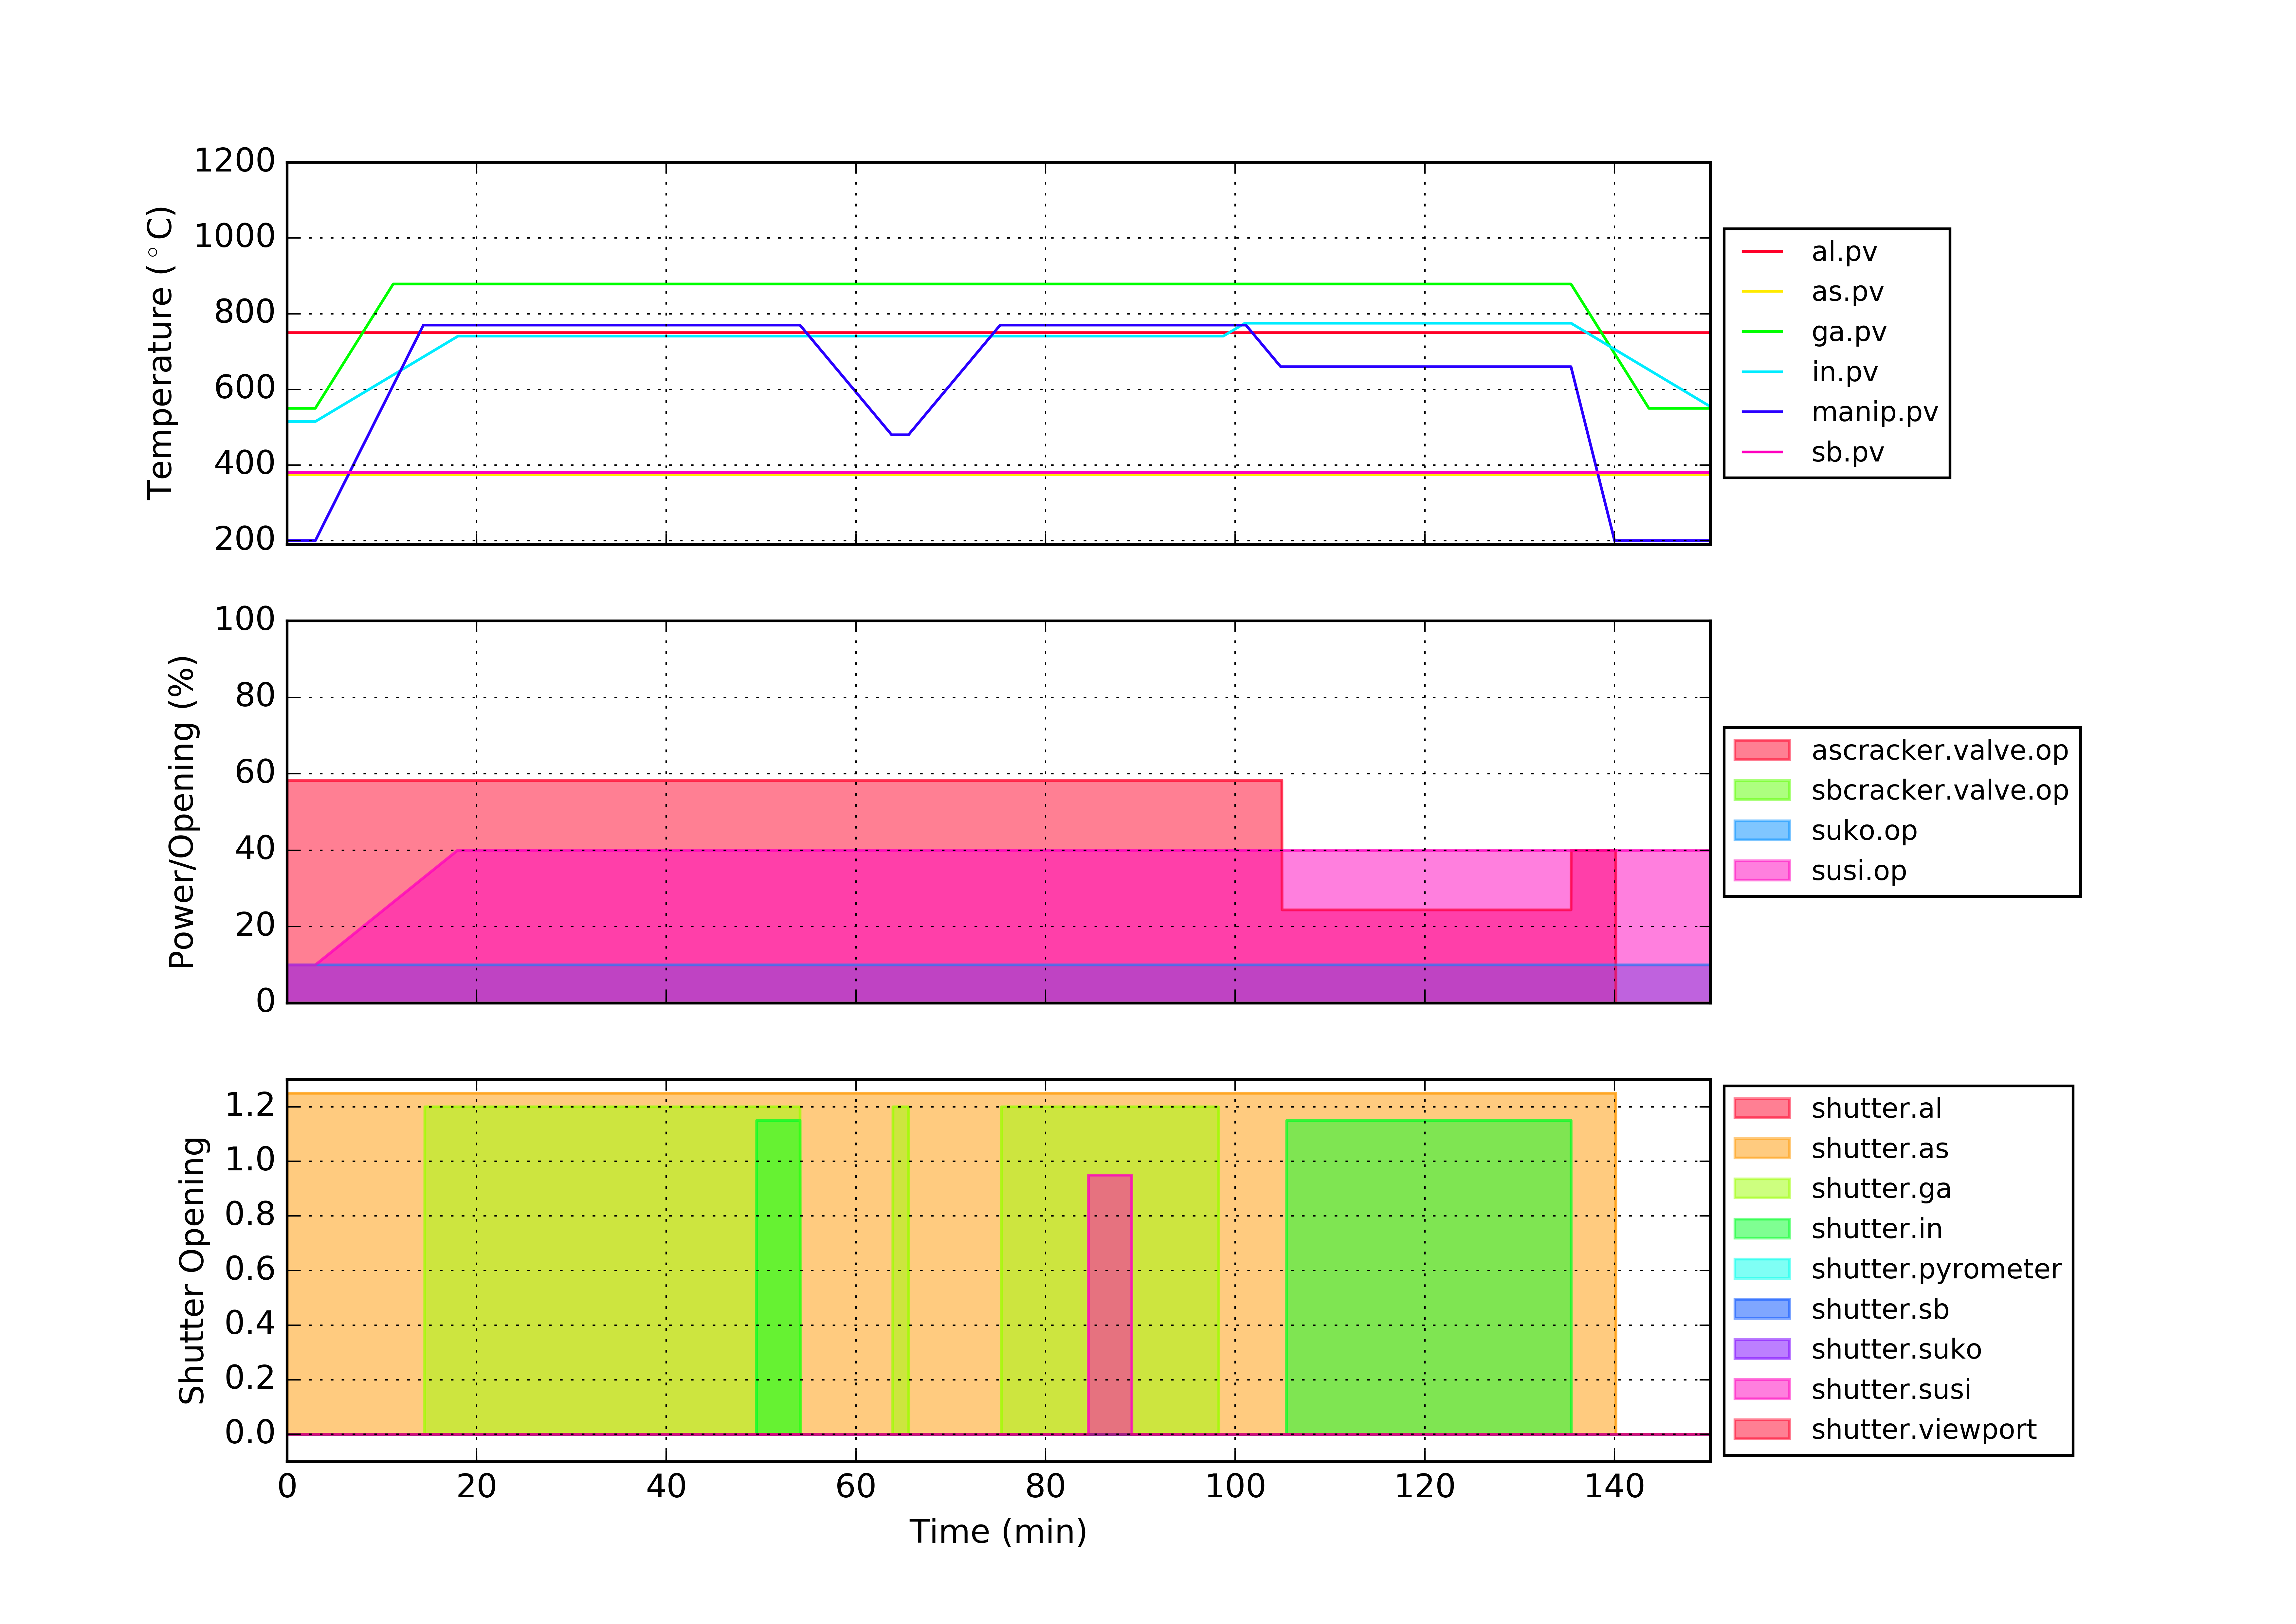 1200
1000
800
600
400
200
Temperature (°C)
al.pv
as.pv
ga.pv
in.pv
manip.pv
sb.pv
100
80
60
40
20
0
Power/Opening (%)
ascracker.valve.op
sbcracker.valve.op
suko.op
susi.op
1.2
1.0
0.8
0.6
0.4
0.2
0.0
Shutter Opening
shutter.al
shutter.as
shutter.ga
shutter.in
shutter.pyrometer
shutter.sb
shutter.suko
shutter.susi
shutter.viewport
0 20 40 60 80 100 120 140
Time (min)